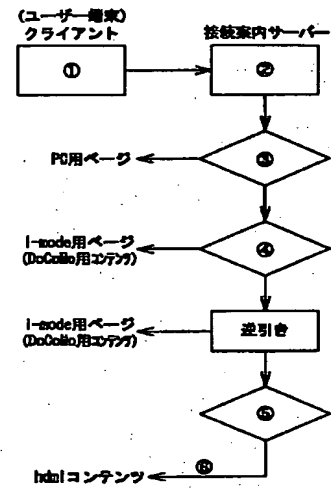 (ユーザー端末)
クライアント
接続案内サーバー
①
②
③
PC用ページ
④
i-mode用ページ
(DoCoMo用コンテンツ)
逆引き
i-mode用ページ
(DoCoMo用コンテンツ)
⑤
⑥
hdmlコンテンツ